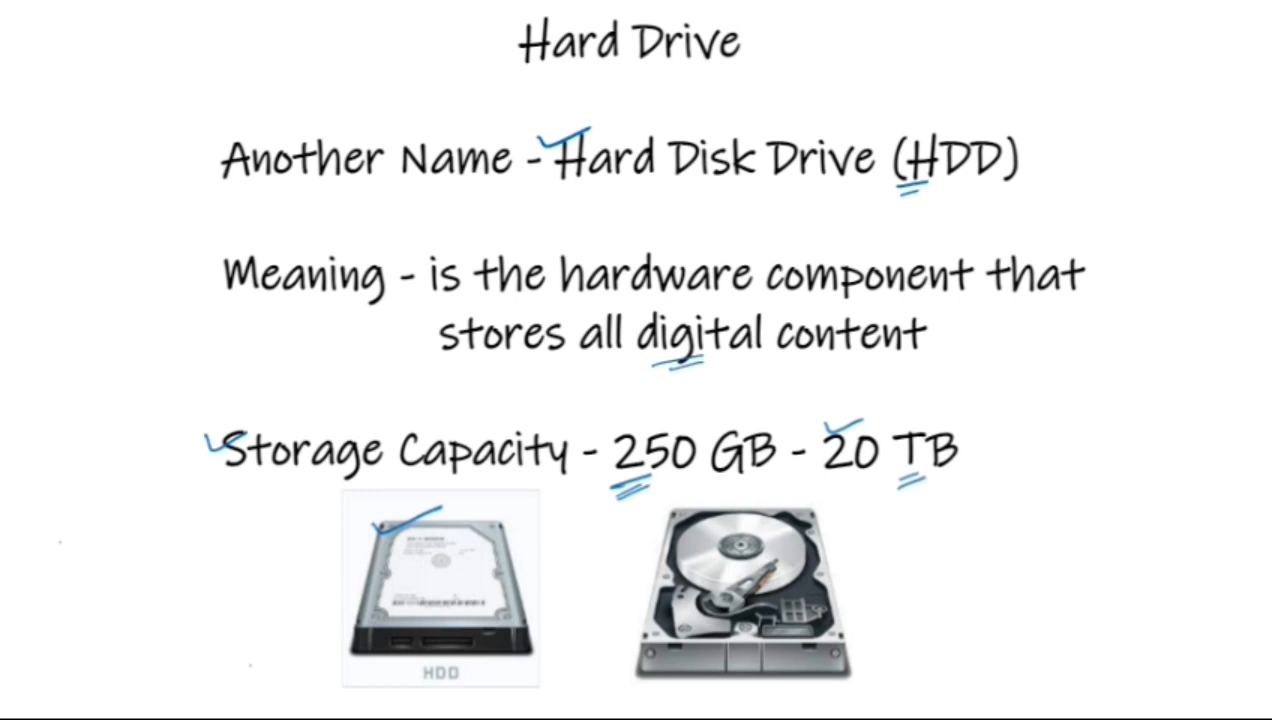 Hard Drive
Another Name - Hard Disk Drive (HDD)
Meaning - is the hardware component that
stores all digital content
Storage Capacity - 250 GB - 20 TB
HDD